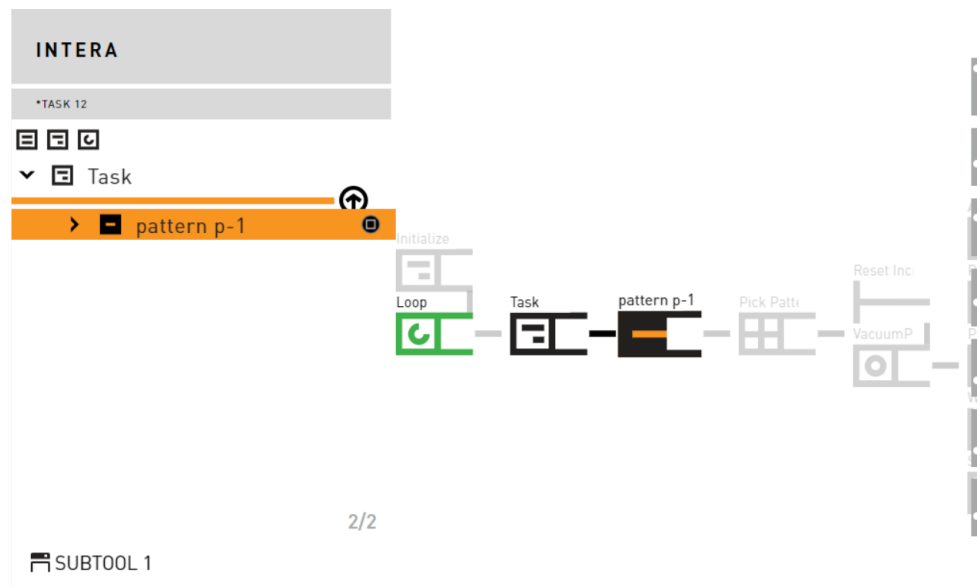 INTERA
*TASK 12
Task
pattern p-1
Initialize
Loop
Task
pattern p-1
Pick Patte
Reset Inc
VacuumP
2/2
SUBTOOL 1